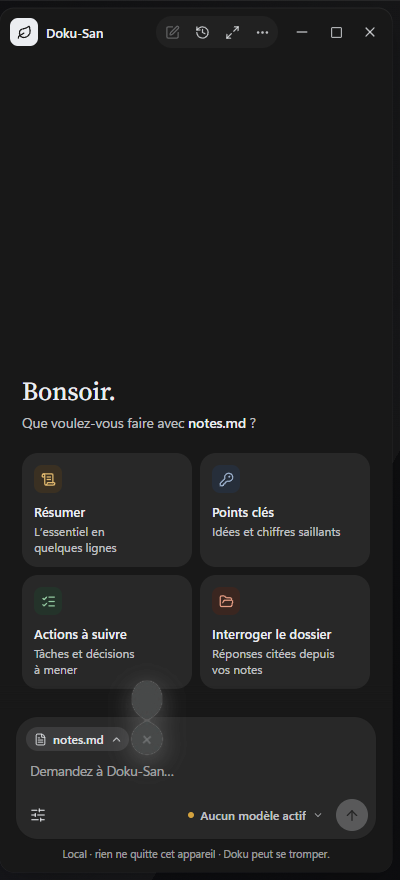 Doku-San
Bonsoir.
Que voulez-vous faire avec notes.md ?
Résumer
L'essentiel en
quelques lignes
Points clés
Idées et chiffres saillants
Actions à suivre
Tâches et décisions
à mener
Interroger le dossier
Réponses citées depuis
vos notes
notes.md
Demandez à Doku-San...
Aucun modèle actif
Local · rien ne quitte cet appareil · Doku peut se tromper.